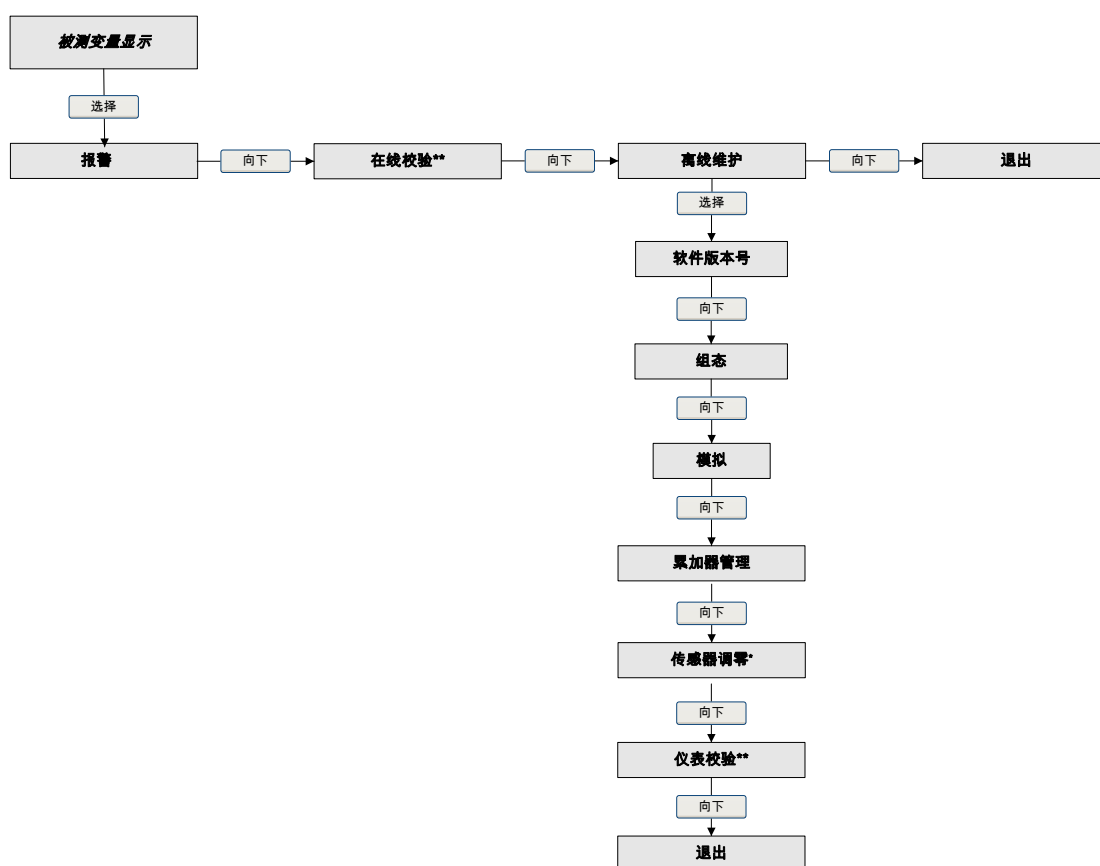 被测变量显示
选择
报警
向下
在线校验**
向下
离线维护
向下
退出
选择
软件版本号
向下
组态
向下
模拟
向下
累加器管理
向下
传感器调零*
向下
仪表校验**
向下
退出